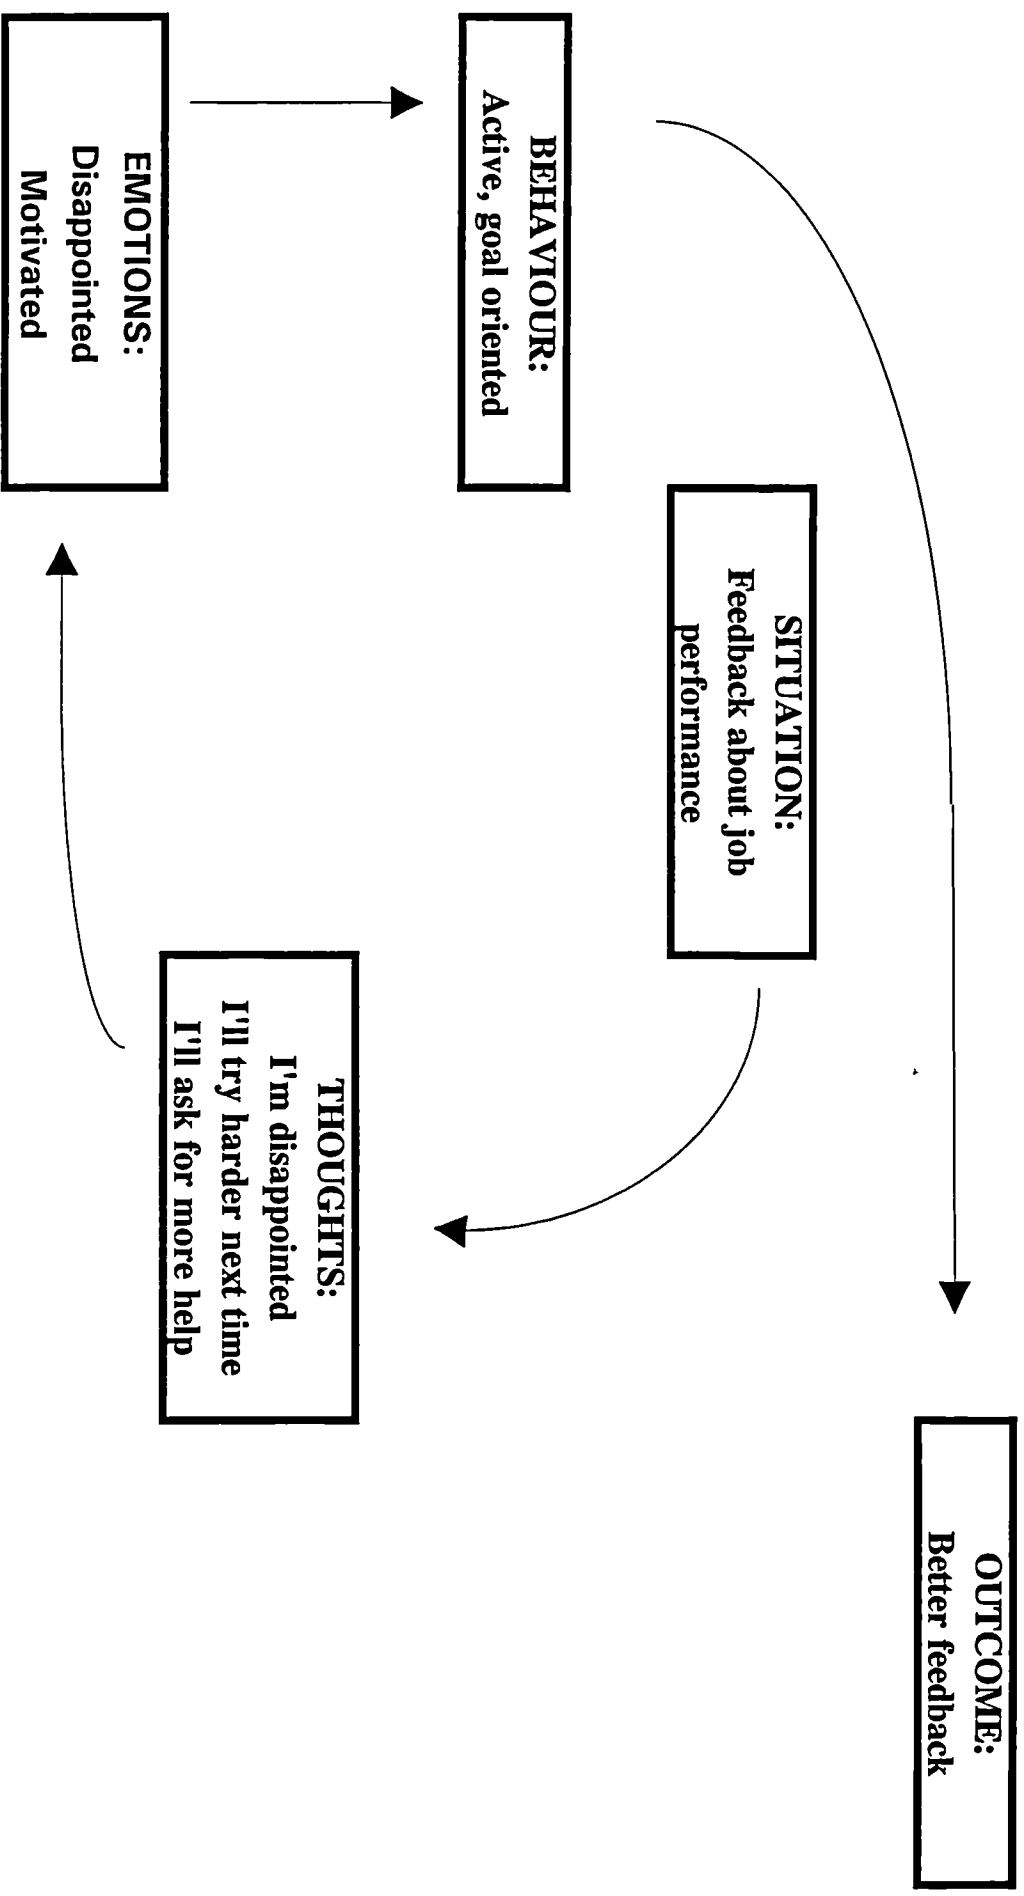 OUTCOME:
Better feedback
SITUATION:
Feedback about job
performance
BEHAVIOUR:
Active, goal oriented
THOUGHTS:
I'm disappointed
I'll try harder next time
I'll ask for more help
EMOTIONS:
Disappointed
Motivated